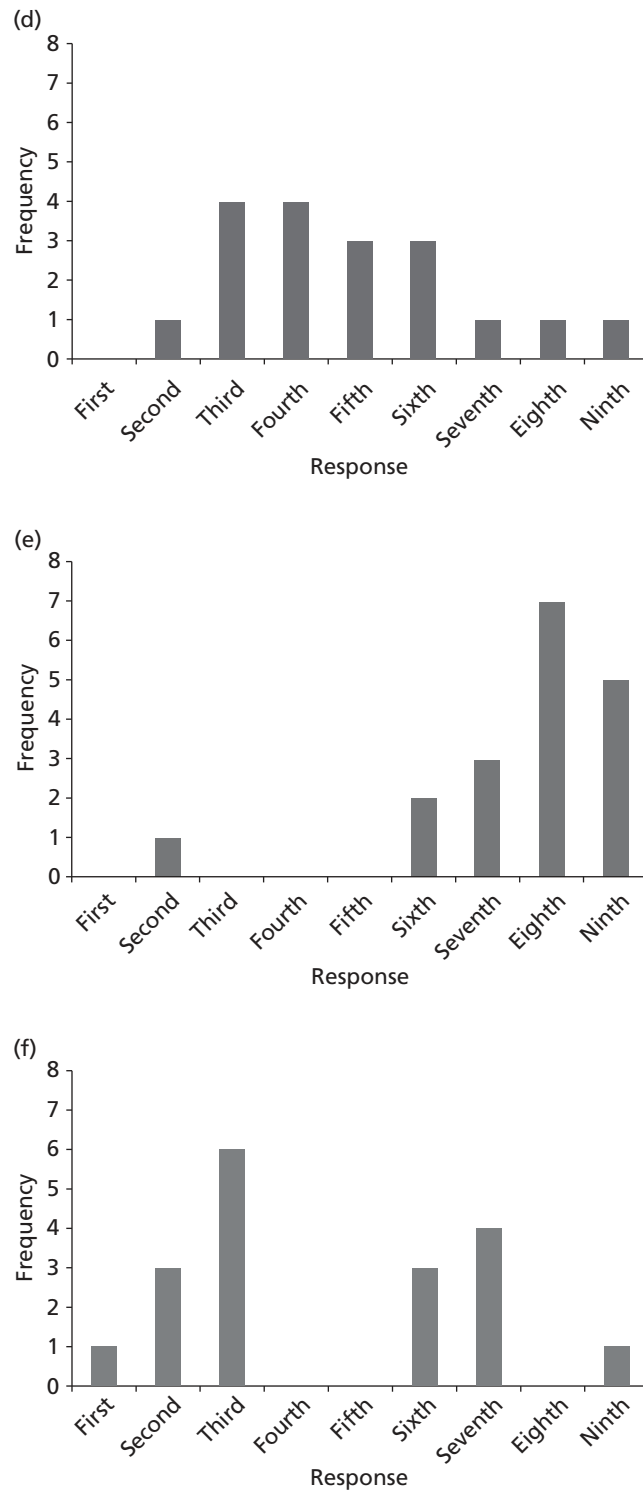 (d)
8
7
6
5
4
3
2
1
0
Frequency
First
Second
Third
Fourth
Fifth
Sixth
Seventh
Eighth
Ninth
Response
(e)
8
7
6
5
4
3
2
1
0
Frequency
First
Second
Third
Fourth
Fifth
Sixth
Seventh
Eighth
Ninth
Response
(f)
8
7
6
5
4
3
2
1
0
Frequency
First
Second
Third
Fourth
Fifth
Sixth
Seventh
Eighth
Ninth
Response